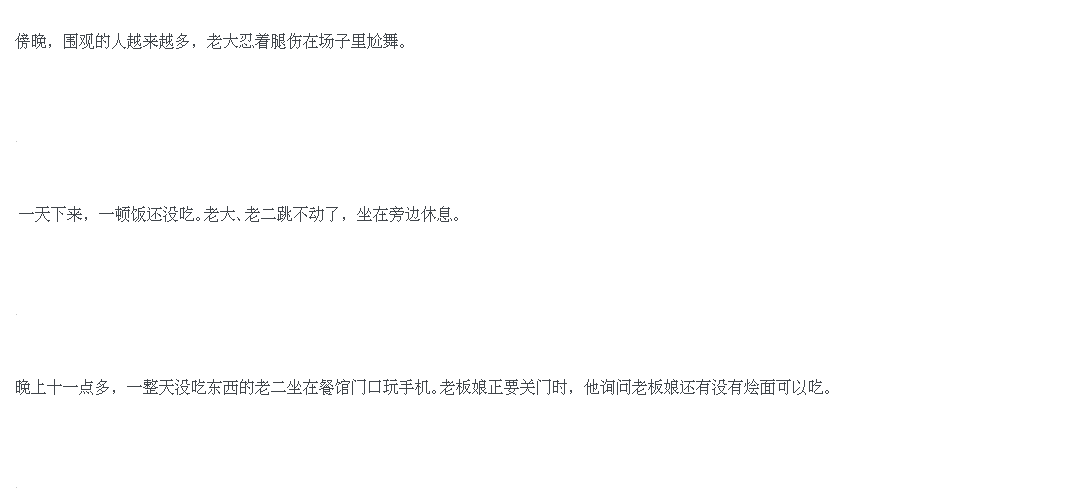 傍晚，围观的人越来越多，老大忍着腿伤在场子里尬舞。
一天下来，一顿饭还没吃。老大、老二跳不动了，坐在旁边休息。
晚上十一点多，一整天没吃东西的老二坐在餐馆门口玩手机。老板娘正要关门时，他询问老板娘还有没有烩面可以吃。